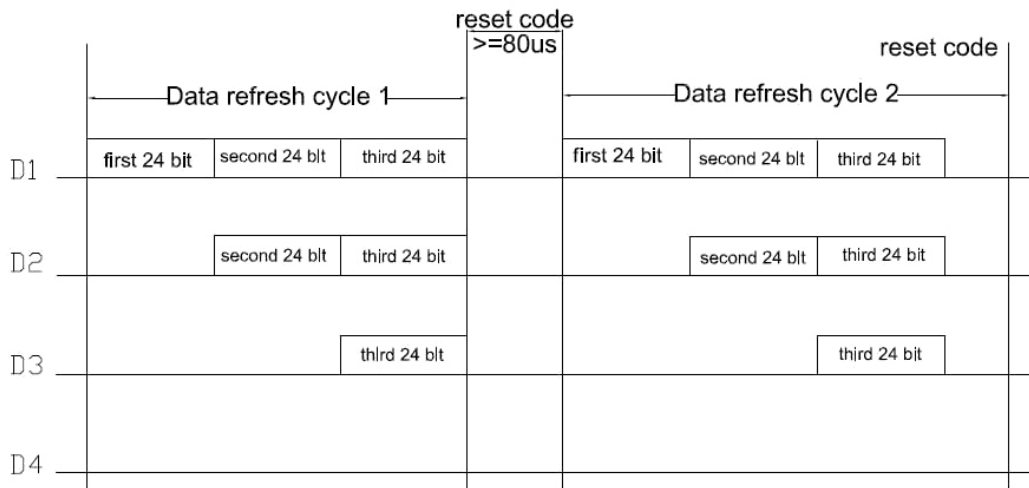 reset code
>=80us
reset code
Data refresh cycle 1
Data refresh cycle 2
D1 first 24 bit second 24 blt third 24 bit first 24 bit second 24 blt third 24 bit
D2 second 24 blt third 24 bit second 24 blt third 24 bit
D3 thlrd 24 blt third 24 bit
D4